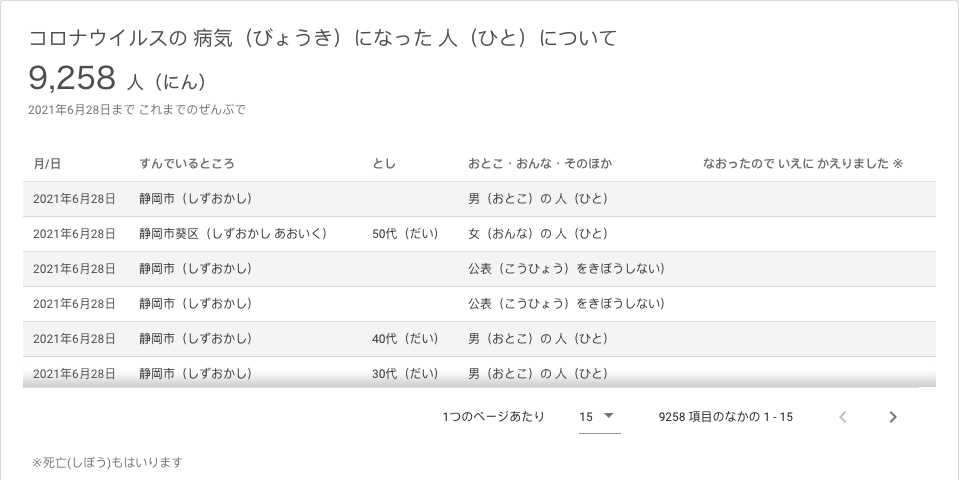 コロナウイルスの 病気（びょうき）になった 人（ひと）について
9,258 人（にん）
2021年6月28日まで これまでのぜんぶで
月/日 すんでいるところ とし おとこ・おんな・そのほか なおったので いえに かえりました ※
2021年6月28日 静岡市（しずおかし） 男（おとこ）の 人（ひと）
2021年6月28日 静岡市葵区（しずおかし あおいく） 50代（だい） 女（おんな）の 人（ひと）
2021年6月28日 静岡市（しずおかし） 公表（こうひょう）をきぼうしない）
2021年6月28日 静岡市（しずおかし） 公表（こうひょう）をきぼうしない）
2021年6月28日 静岡市（しずおかし） 40代（だい） 男（おとこ）の 人（ひと）
2021年6月28日 静岡市（しずおかし） 30代（だい） 男（おとこ）の 人（ひと）
1つのページあたり 15 9258 項目のなかの 1 - 15
※死亡(しぼう)もはいります